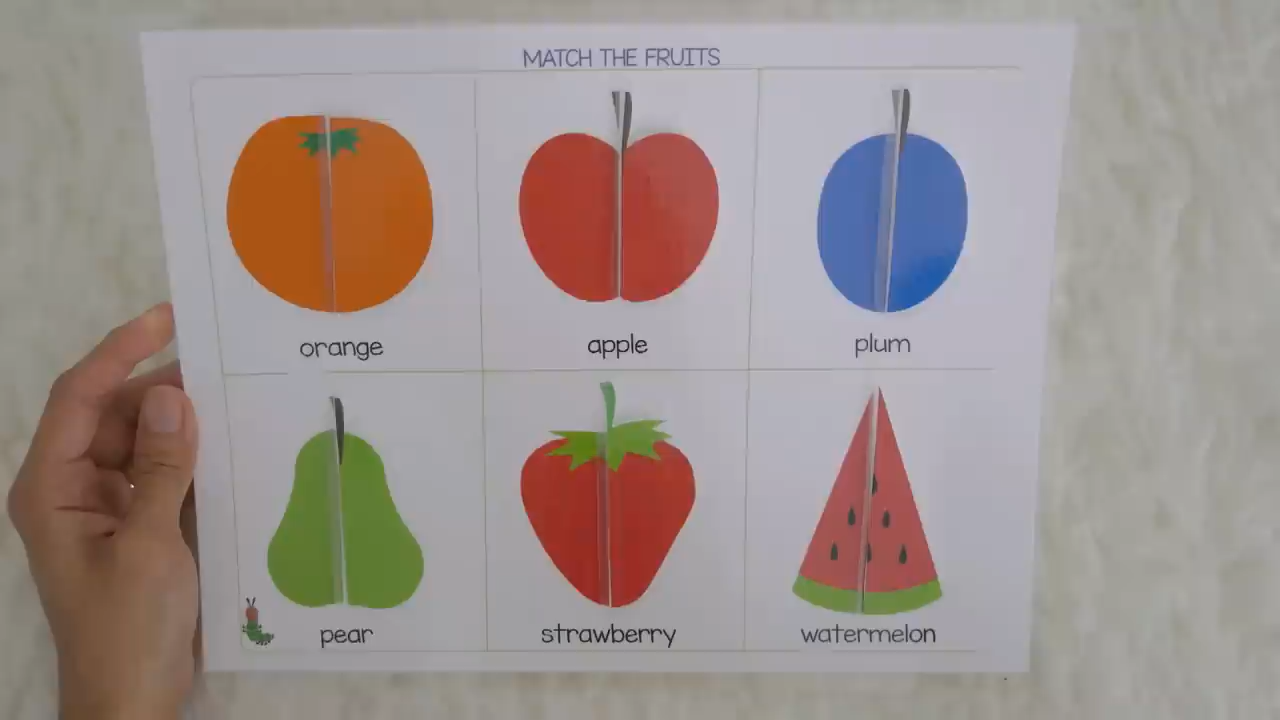 MATCH THE FRUITS
orange
apple
plum
pear
strawberry
watermelon